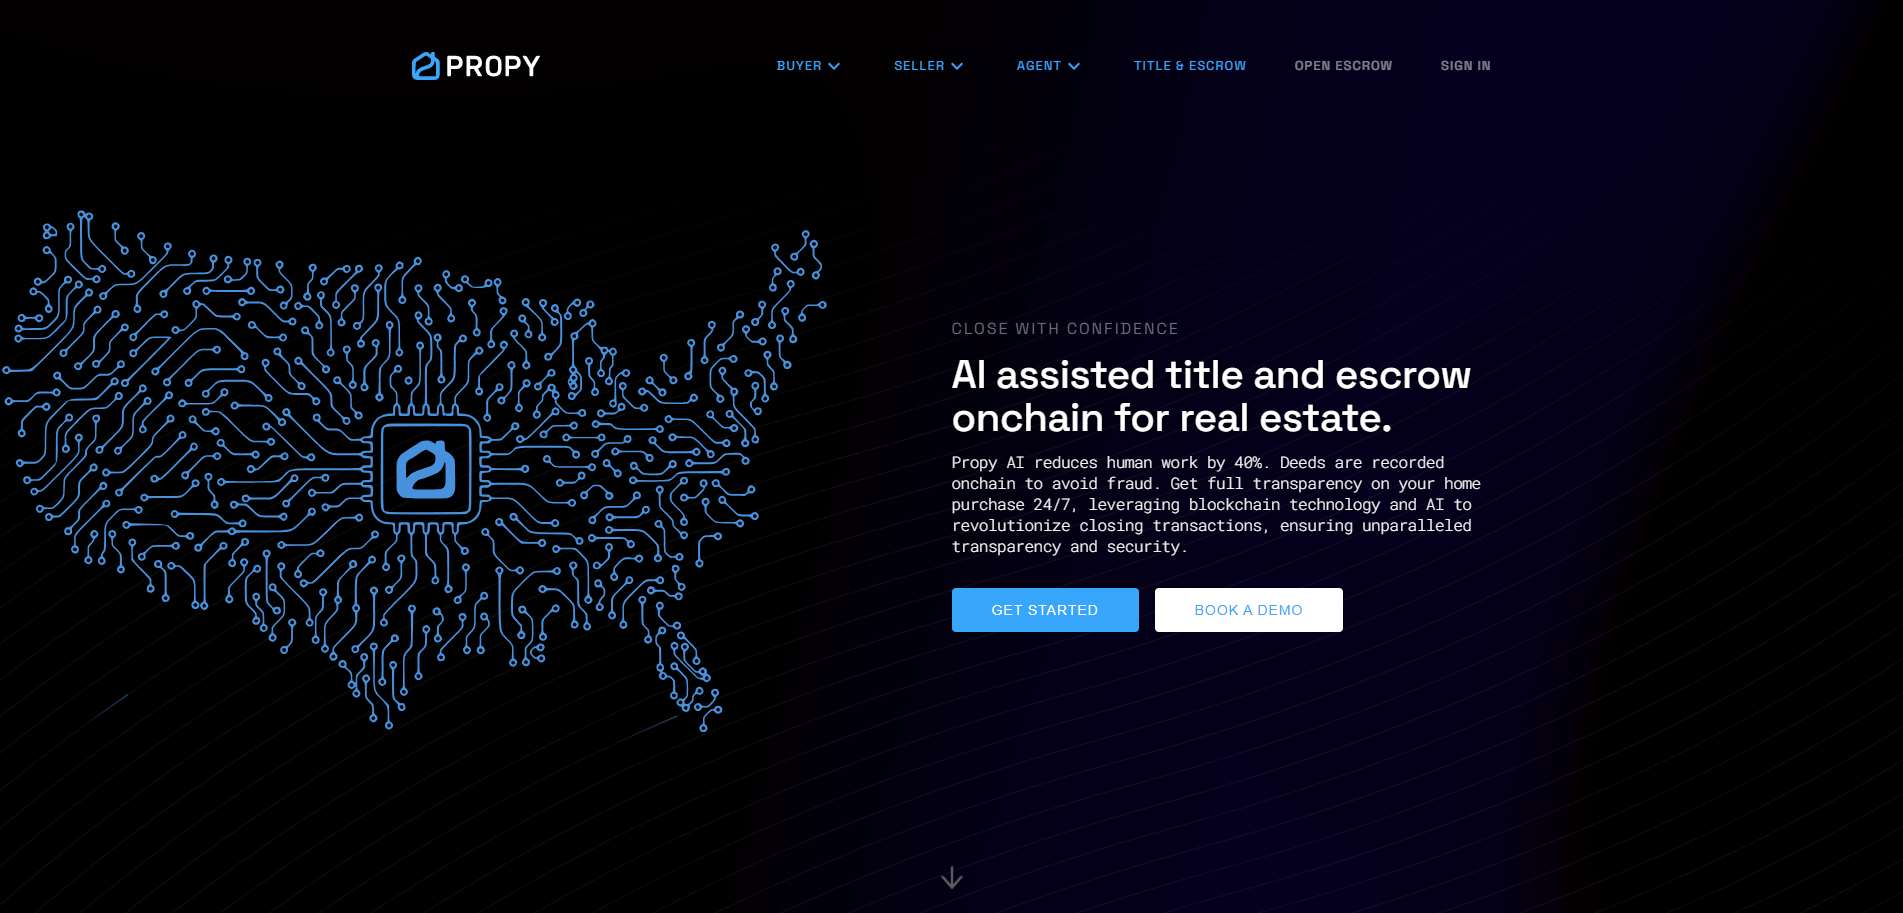 PROPY
BUYER
SELLER
AGENT
TITLE & ESCROW
OPEN ESCROW
SIGN IN
CLOSE WITH CONFIDENCE
AI assisted title and escrow
onchain for real estate.
Propy AI reduces human work by 40%. Deeds are recorded
onchain to avoid fraud. Get full transparency on your home
purchase 24/7, leveraging blockchain technology and AI to
revolutionize closing transactions, ensuring unparalleled
transparency and security.
GET STARTED
BOOK A DEMO